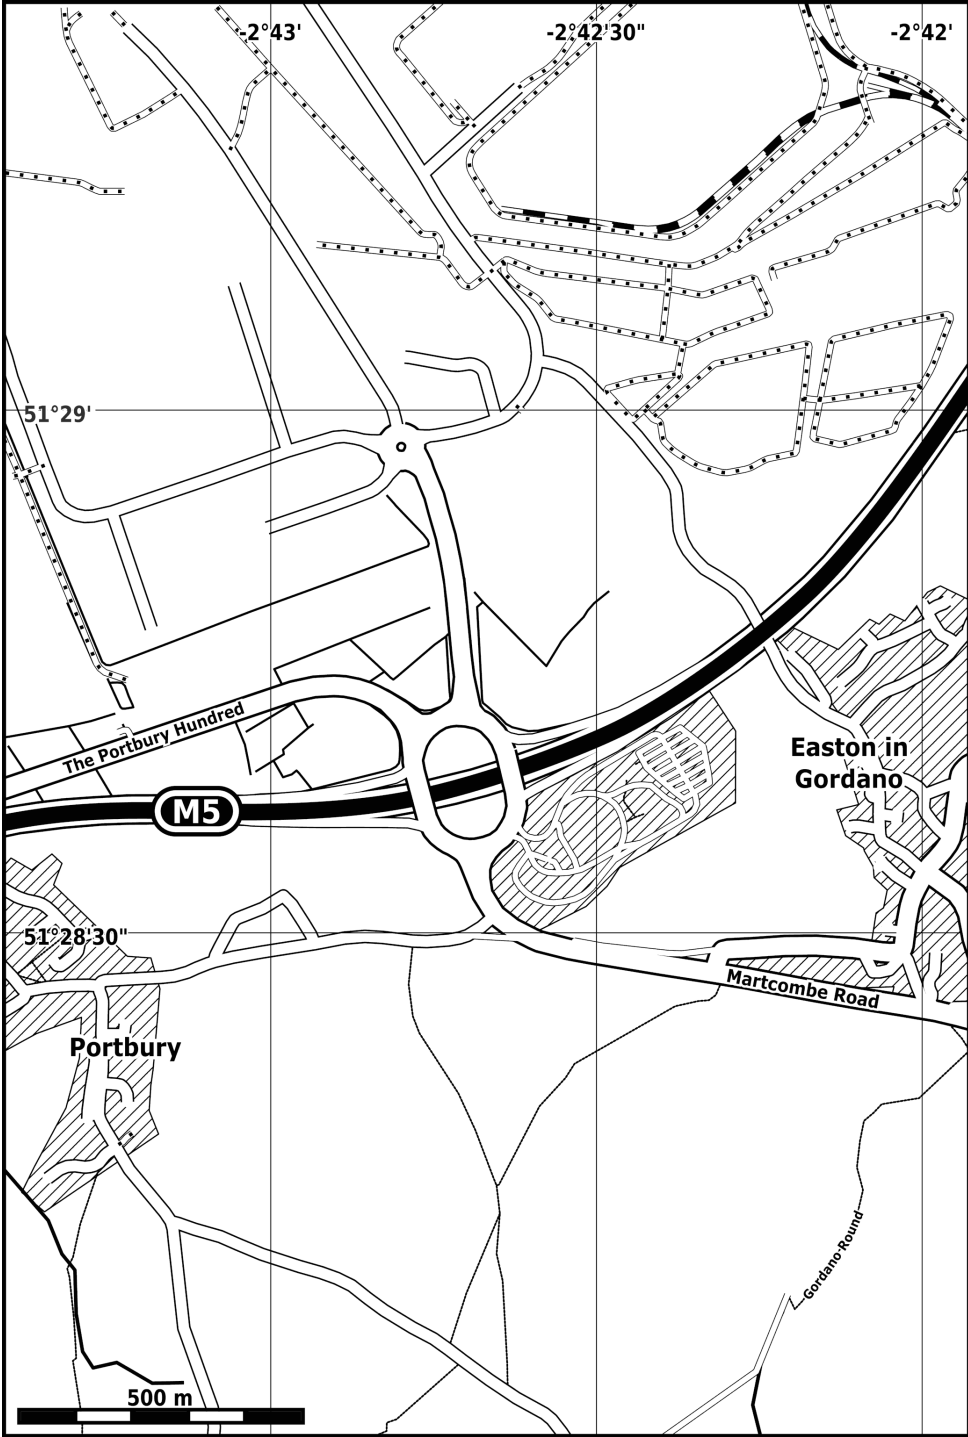 -2°43'
-2°42'30"
-2°42'
51°29'
The Portbury Hundred
Easton in
Gordano
M5
51°28'30"
Martcombe Road
Portbury
Gordano Round
500 m